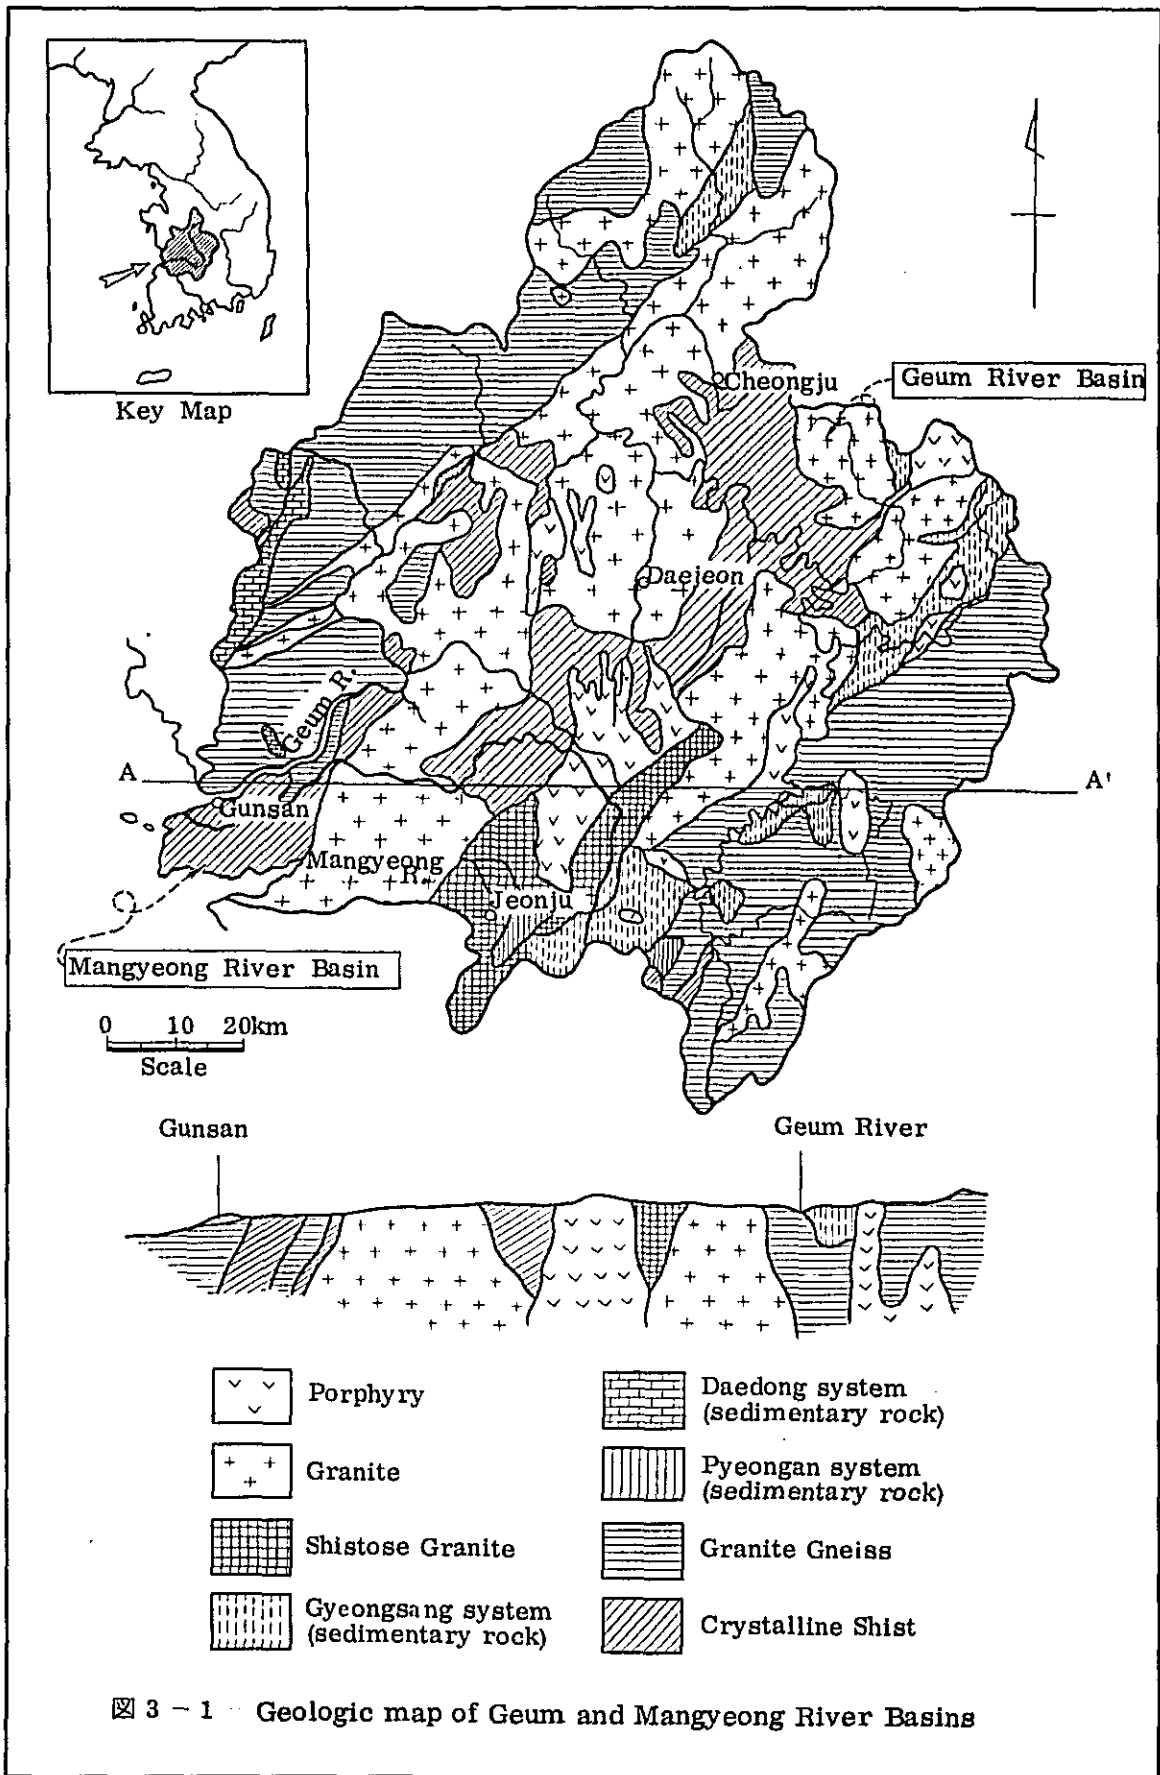 Key Map
Cheongju
Geum River Basin
Daejeon
Geum R.
A
A'
Gunsan
Mangyeong
R.
Jeonju
Mangyeong River Basin
0 10 20km
Scale
Gunsan
Geum River
Porphyry
Granite
Shistose Granite
Gyeongsang system
(sedimentary rock)
Daedong system
(sedimentary rock)
Pyeongan system
(sedimentary rock)
Granite Gneiss
Crystalline Shist
図 3 - 1 Geologic map of Geum and Mangyeong River Basins